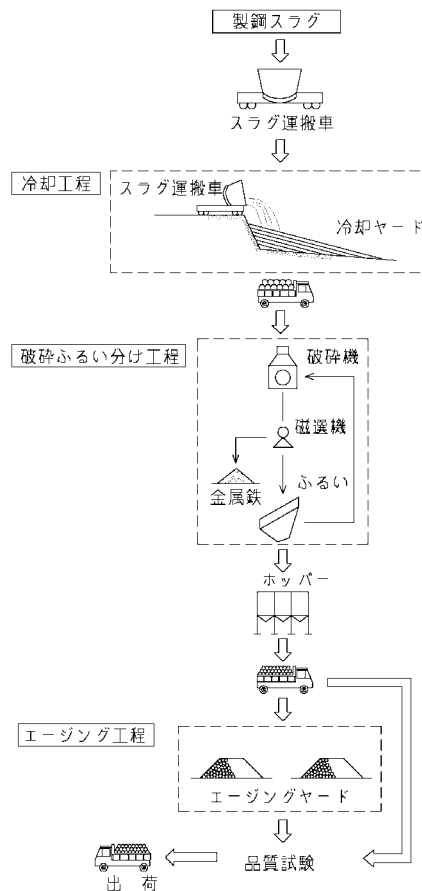 製鋼スラグ
スラグ運搬車
冷却工程
スラグ運搬車
冷却ヤード
破砕ふるい分け工程
破砕機
磁選機
金属鉄
ふるい
ホッパー
エージング工程
エージングヤード
品質試験
出 荷